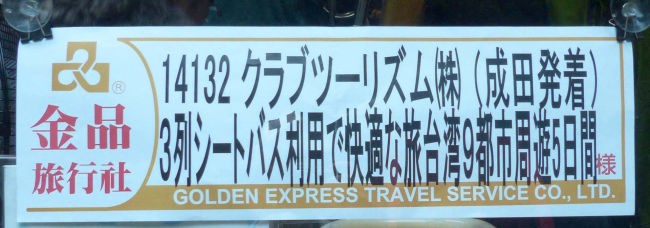 14132 クラブツーリズム㈱（成田発着）
3列シートバス利用で快適な旅台湾9都市周遊5日間様
®
金品
旅行社
GOLDEN EXPRESS TRAVEL SERVICE CO., LTD.